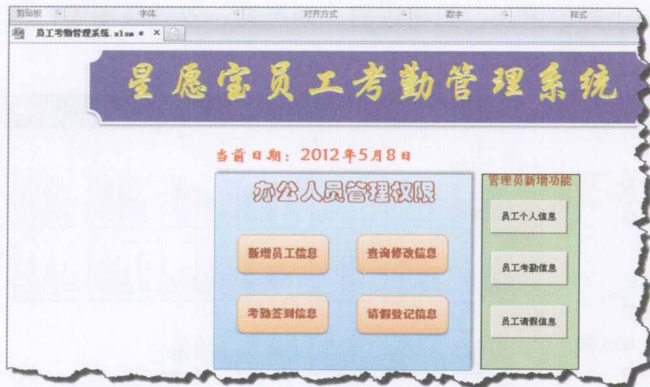 剪贴板 字体 对齐方式 数字 样式
员工考勤管理系统.xlsm * ×
星愿宝员工考勤管理系统
当前日期：2012年5月8日
办公人员管理权限
管理员新增功能
新增员工信息 查询修改信息
员工个人信息
员工考勤信息
考勤签到信息 请假登记信息
员工请假信息